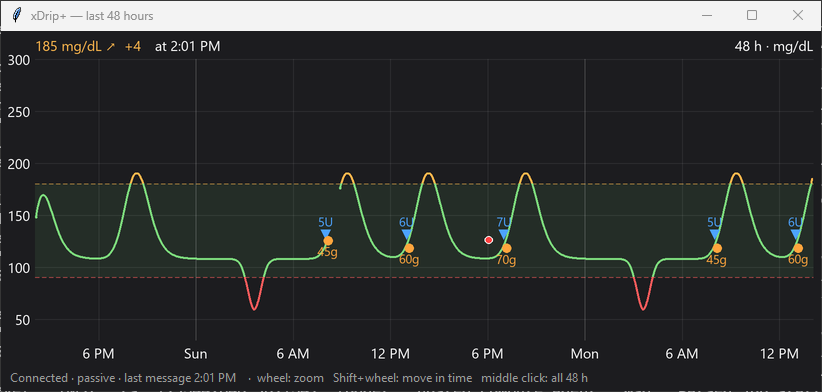 xDrip+ — last 48 hours
185 mg/dL ↗ +4 at 2:01 PM
48 h · mg/dL
300
250
200
150
100
50
5U
6U
7U
5U
6U
45g
60g
70g
45g
60g
6 PM
Sun
6 AM
12 PM
6 PM
Mon
6 AM
12 PM
Connected · passive · last message 2:01 PM · wheel: zoom Shift+wheel: move in time middle click: all 48 h